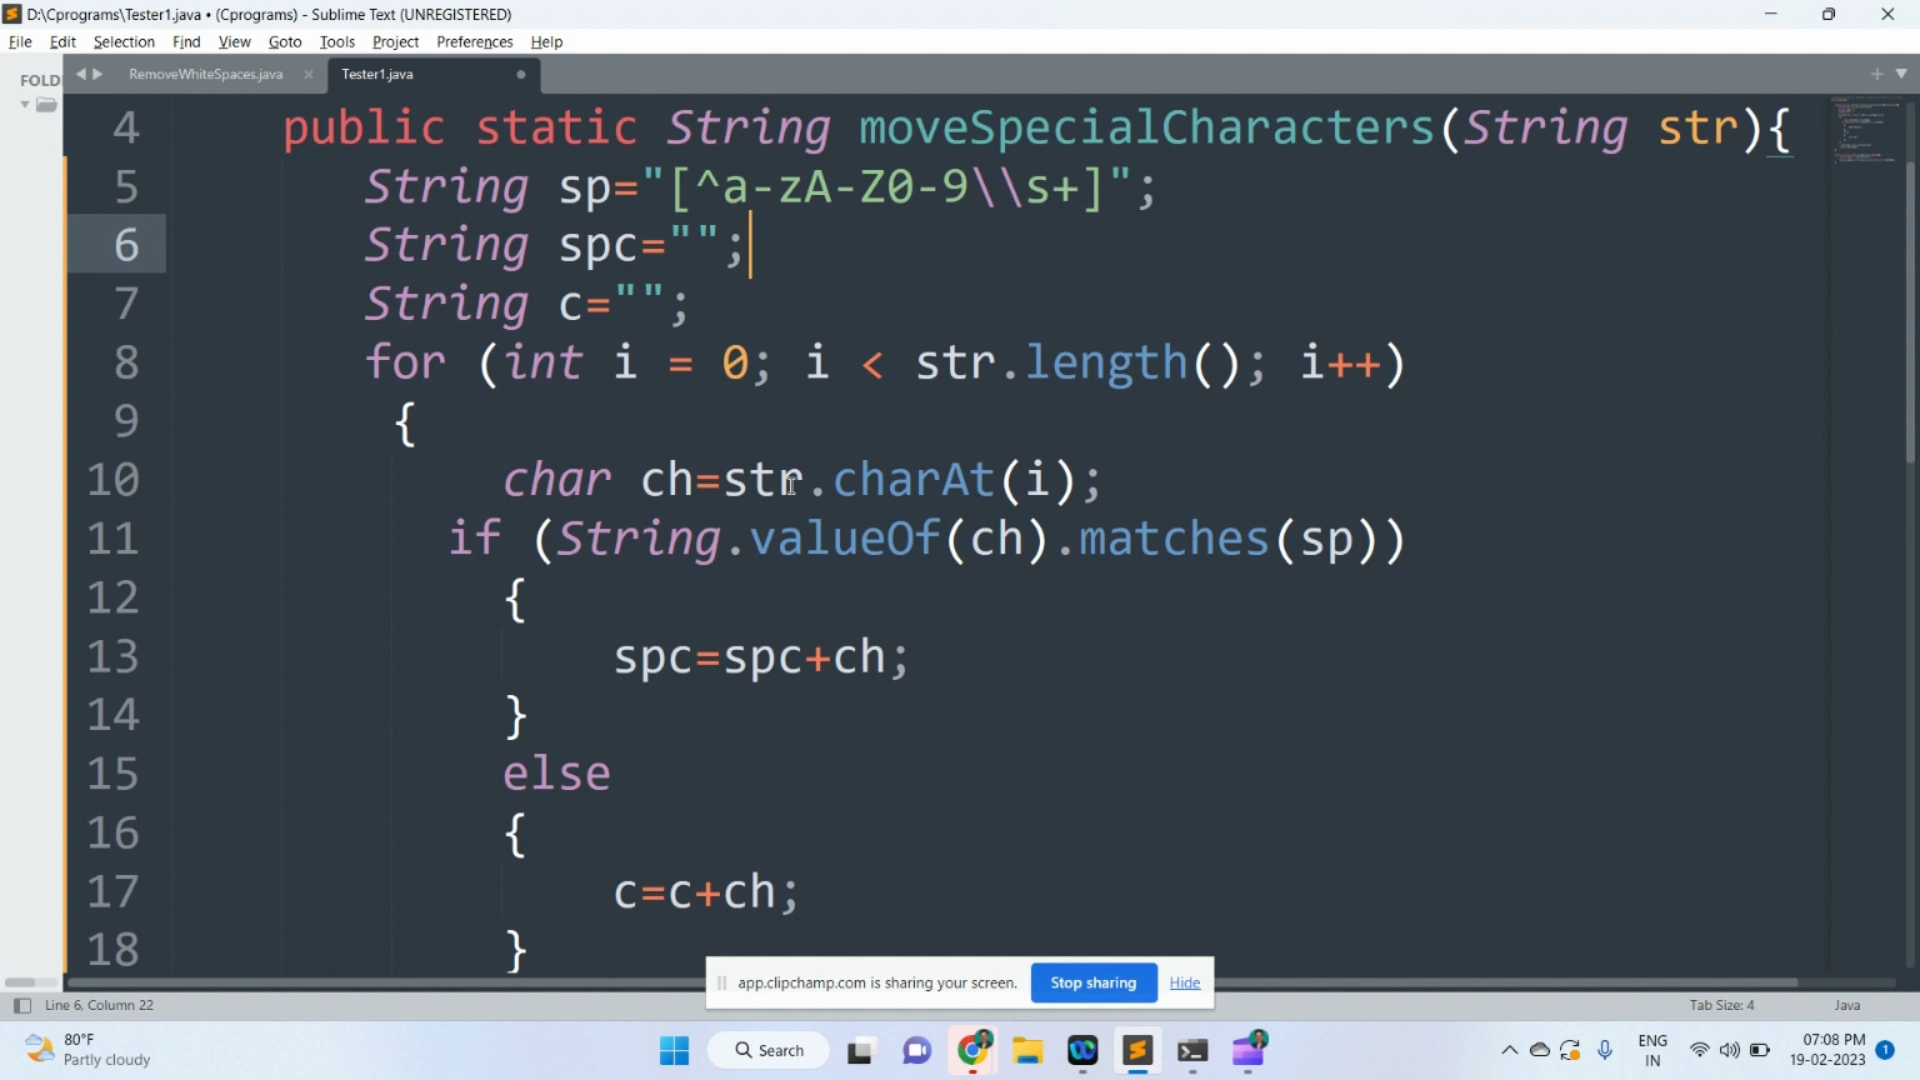 D:\Cprograms\Tester1.java • (Cprograms) - Sublime Text (UNREGISTERED)
File Edit Selection Find View Goto Tools Project Preferences Help
FOLD
RemoveWhiteSpaces.java
Tester1.java
4 public static String moveSpecialCharacters(String str){
5 String sp="[^a-zA-Z0-9\\s+]";
6 String spc="";
7 String c="";
8 for (int i = 0; i < str.length(); i++)
9 {
10 char ch=str.charAt(i);
11 if (String.valueOf(ch).matches(sp))
12 {
13 spc=spc+ch;
14 }
15 else
16 {
17 c=c+ch;
18 }
app.clipchamp.com is sharing your screen. Stop sharing Hide
Line 6, Column 22 Tab Size: 4 Java
80°F
Partly cloudy
Search
ENG
IN
07:08 PM
19-02-2023
1